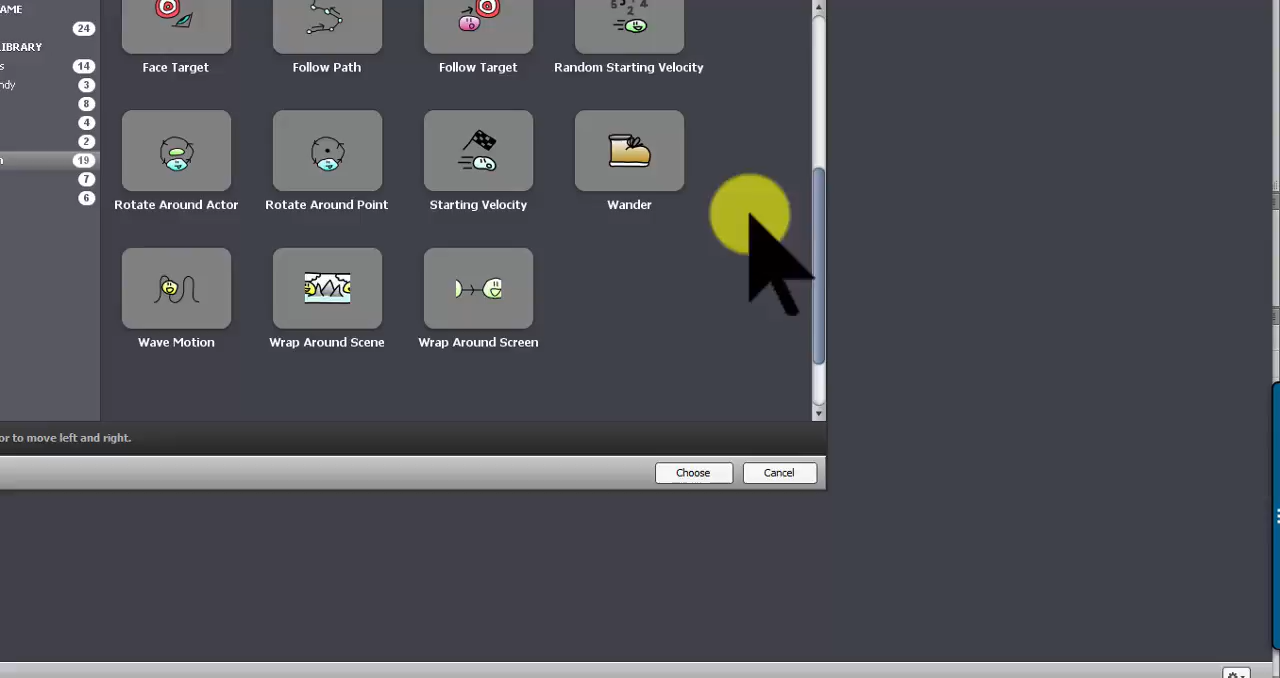 AME
24
IBRARY
s 14
ndy 3
8
4
2
n 19
7
6
Face Target Follow Path Follow Target Random Starting Velocity
Rotate Around Actor Rotate Around Point Starting Velocity Wander
Wave Motion Wrap Around Scene Wrap Around Screen
or to move left and right.
Choose Cancel